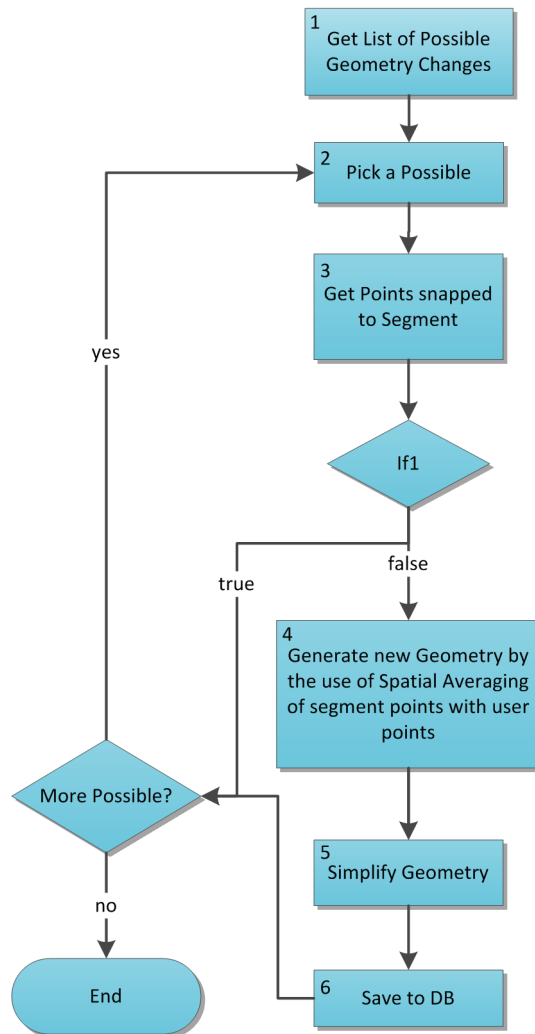 1
Get List of Possible
Geometry Changes
2
Pick a Possible
3
Get Points snapped
to Segment
yes
If1
true
false
4
Generate new Geometry by
the use of Spatial Averaging
of segment points with user
points
More Possible?
5
Simplify Geometry
no
6
Save to DB
End